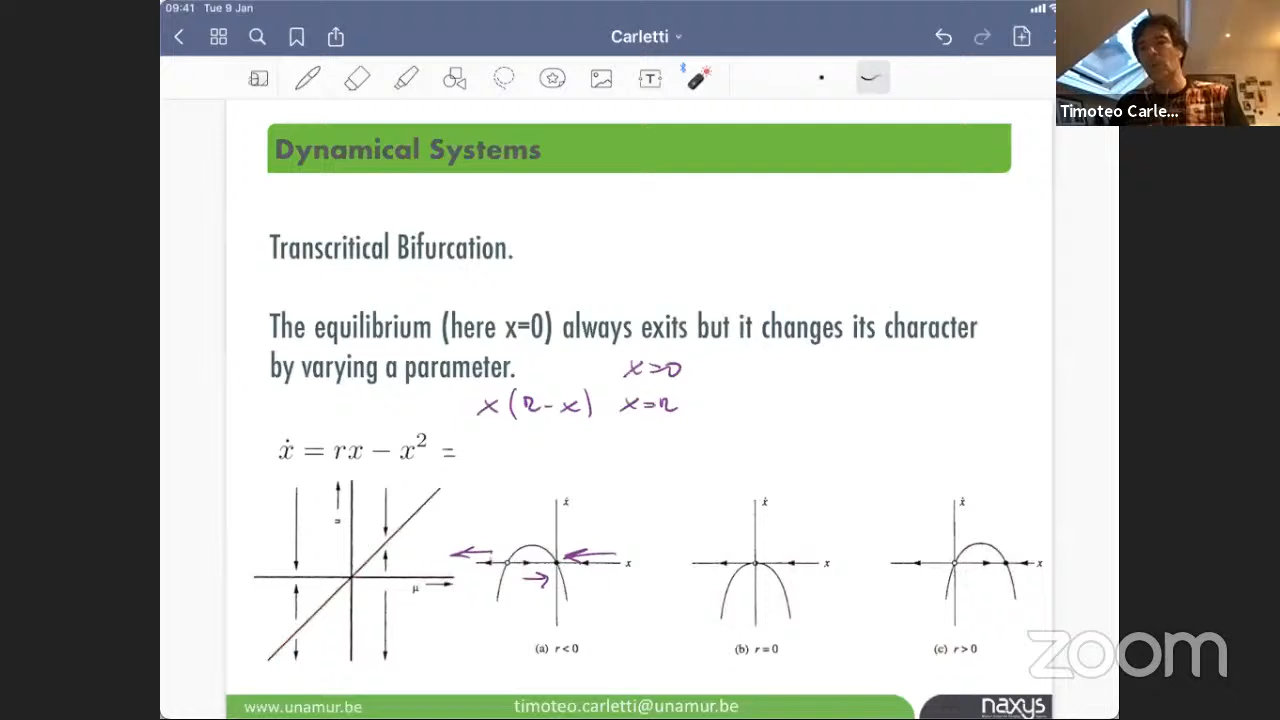 09:41 Tue 9 Jan
Carletti
Timoteo Carle...
Dynamical Systems
Transcritical Bifurcation.
The equilibrium (here x=0) always exits but it changes its character
by varying a parameter.
x=0
x(r-x) x=r
ẋ = rx − x² =
u
μ
ẋ
x
(a) r<0
ẋ
x
(b) r=0
ẋ
x
(c) r>0
zoom
www.unamur.be
timoteo.carletti@unamur.be
naxys